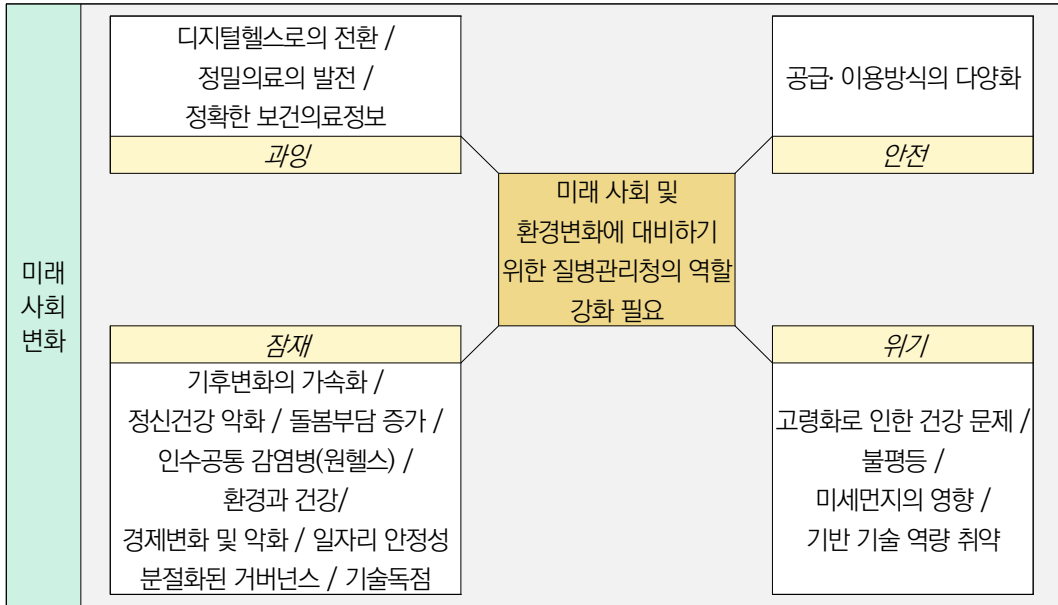 미래
사회
변화
디지털헬스로의 전환 /
정밀의료의 발전 /
정확한 보건의료정보
과잉
공급· 이용방식의 다양화
안전
미래 사회 및
환경변화에 대비하기
위한 질병관리청의 역할
강화 필요
잠재
기후변화의 가속화 /
정신건강 악화 / 돌봄부담 증가 /
인수공통 감염병(원헬스) /
환경과 건강/
경제변화 및 악화 / 일자리 안정성
분절화된 거버넌스 / 기술독점
위기
고령화로 인한 건강 문제 /
불평등 /
미세먼지의 영향 /
기반 기술 역량 취약